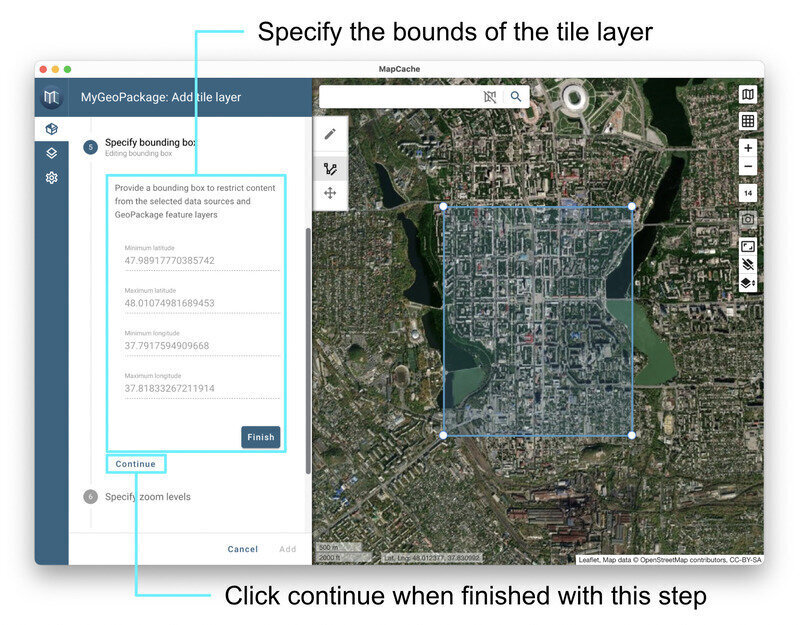 Specify the bounds of the tile layer
MapCache
MyGeoPackage: Add tile layer
5
Specify bounding box
Editing bounding box
Provide a bounding box to restrict content
from the selected data sources and
GeoPackage feature layers
Minimum latitude
47.98917770385742
Maximum latitude
48.01074981689453
Minimum longitude
37.7917594909668
Maximum longitude
37.81833267211914
Finish
Continue
6
Specify zoom levels
Cancel
Add
+
−
14
500 m
2000 ft
Lat, Lng: 48.012377, 37.830992
Leaflet, Map data © OpenStreetMap contributors, CC-BY-SA
Click continue when finished with this step